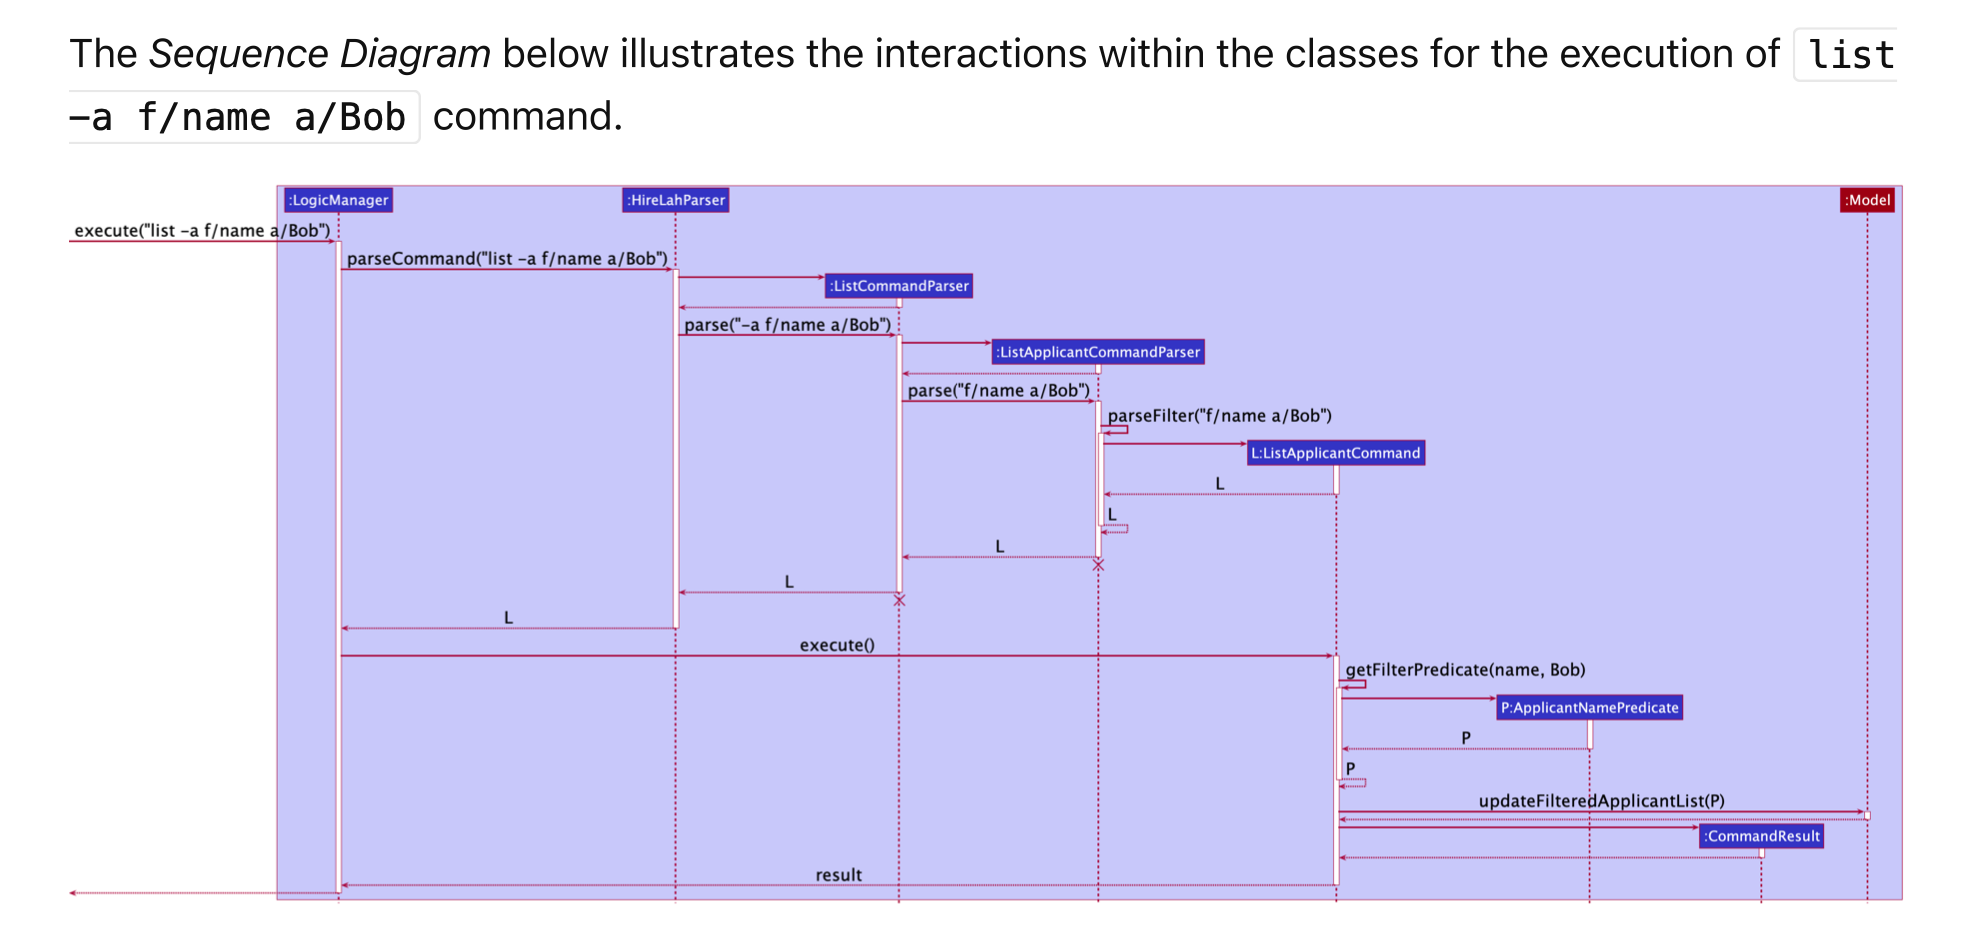 The Sequence Diagram below illustrates the interactions within the classes for the execution of list
-a f/name a/Bob command.
:LogicManager
:HireLahParser
:Model
execute("list -a f/name a/Bob")
parseCommand("list -a f/name a/Bob")
:ListCommandParser
parse("-a f/name a/Bob")
:ListApplicantCommandParser
parse("f/name a/Bob")
parseFilter("f/name a/Bob")
L:ListApplicantCommand
L
L
L
L
L
execute()
getFilterPredicate(name, Bob)
P:ApplicantNamePredicate
P
P
updateFilteredApplicantList(P)
:CommandResult
result